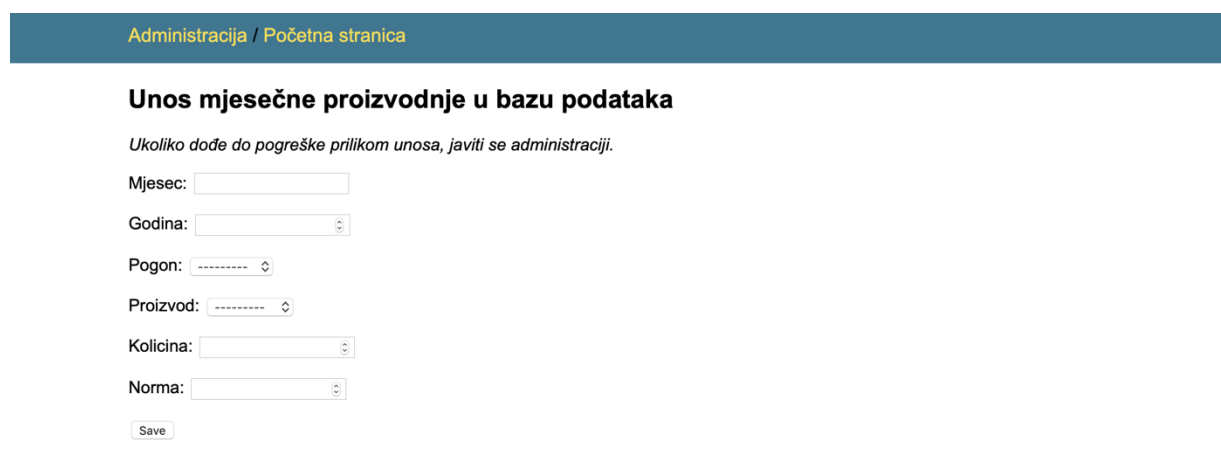 Administracija / Početna stranica
Unos mjesečne proizvodnje u bazu podataka
Ukoliko dođe do pogreške prilikom unosa, javiti se administraciji.
Mjesec:
Godina:
Pogon: ---------
Proizvod: ---------
Kolicina:
Norma:
Save